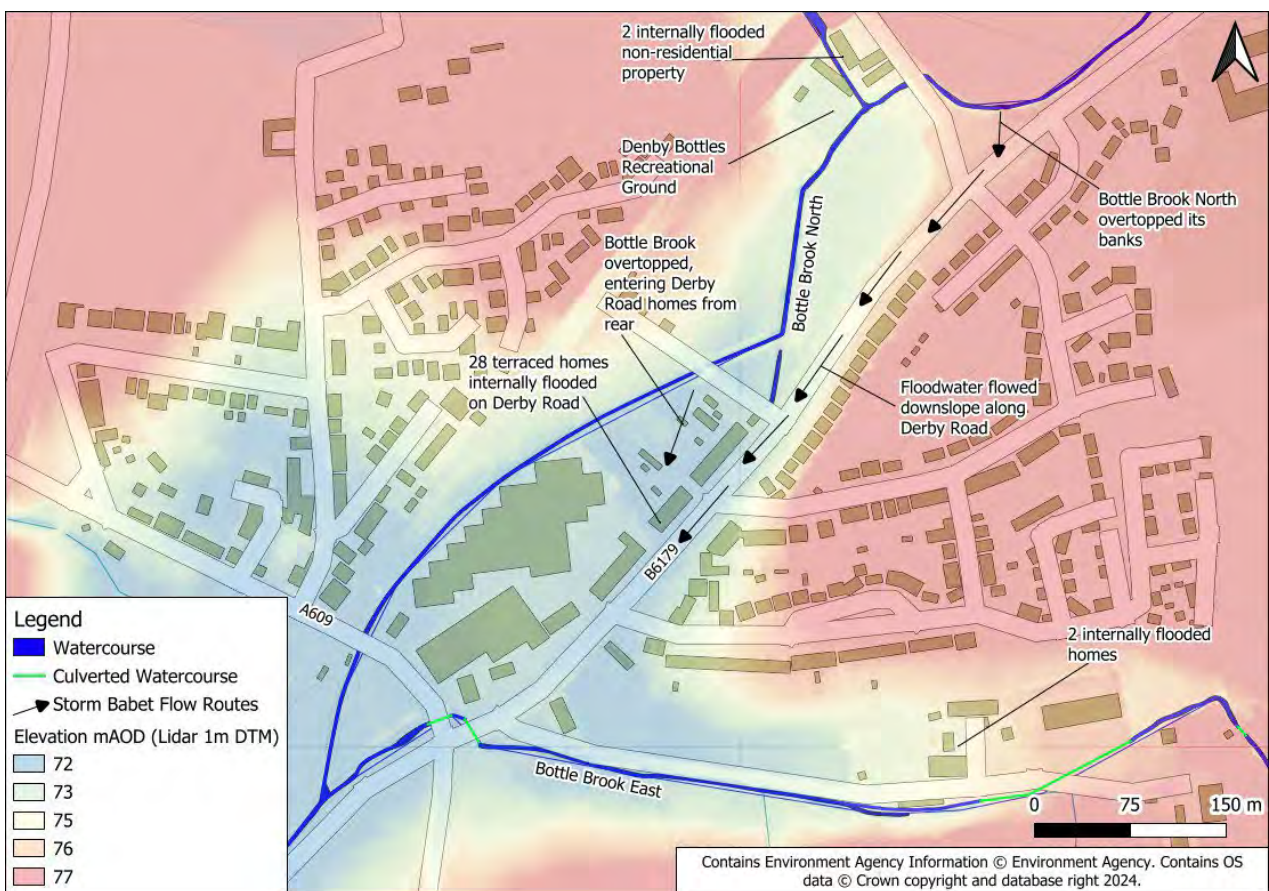 2 internally flooded
non-residential
property
Denby Bottles
Recreational
Ground
Bottle Brook North
overtopped its
banks
Bottle Brook North
Bottle Brook
overtopped,
entering Derby
Road homes from
rear
28 terraced homes
internally flooded
on Derby Road
Floodwater flowed
downslope along
Derby Road
B6179
A609
2 internally flooded
homes
Bottle Brook East
Legend
Watercourse
Culverted Watercourse
Storm Babet Flow Routes
Elevation mAOD (Lidar 1m DTM)
72
73
75
76
77
0 75 150 m
Contains Environment Agency Information © Environment Agency. Contains OS
data © Crown copyright and database right 2024.